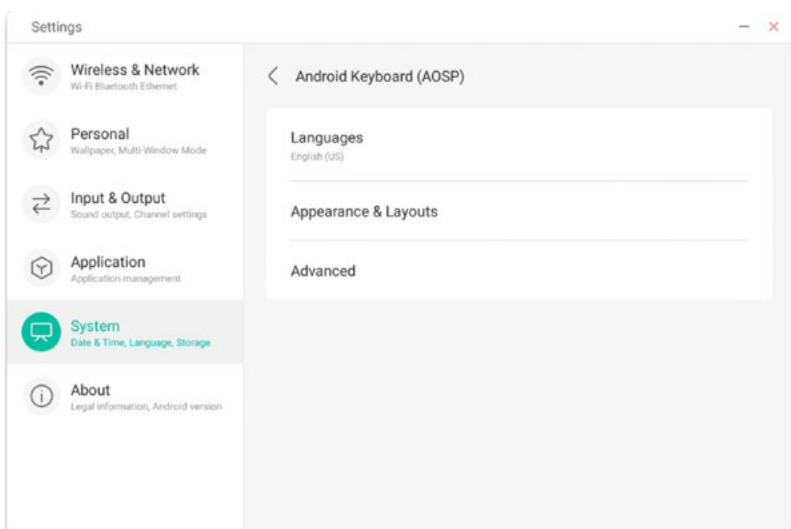 Settings
Wireless & Network
Wi-Fi Bluetooth Ethernet
Personal
Wallpaper, Multi-Window Mode
Input & Output
Sound output, Channel settings
Application
Application management
System
Date & Time, Language, Storage
About
Legal information, Android version
Android Keyboard (AOSP)
Languages
English (US)
Appearance & Layouts
Advanced